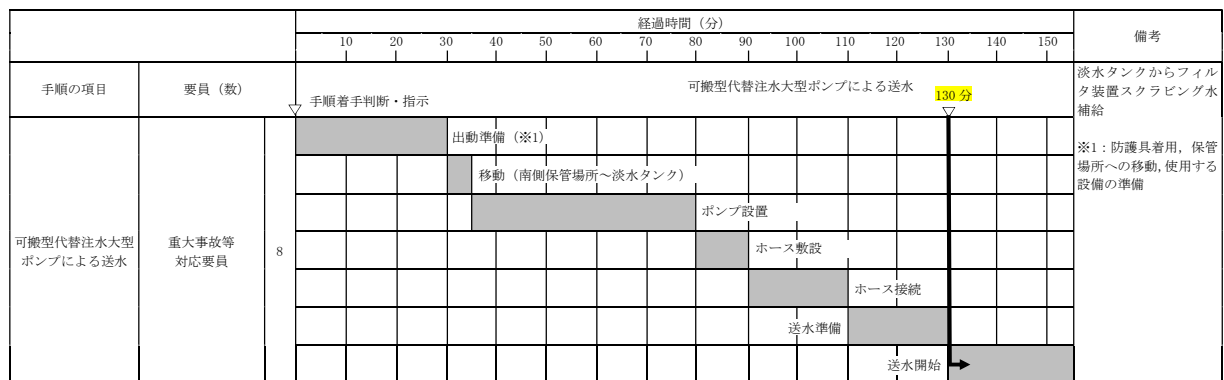 経過時間（分）
10 20 30 40 50 60 70 80 90 100 110 120 130 140 150
備考
手順の項目
要員（数）
手順着手判断・指示
可搬型代替注水大型ポンプによる送水
130 分
淡水タンクからフィル
タ装置スクラビング水
補給
※1：防護具着用，保管
場所への移動，使用する
設備の準備
出動準備（※1）
移動（南側保管場所～淡水タンク）
ポンプ設置
可搬型代替注水大型
ポンプによる送水
重大事故等
対応要員
8
ホース敷設
ホース接続
送水準備
送水開始